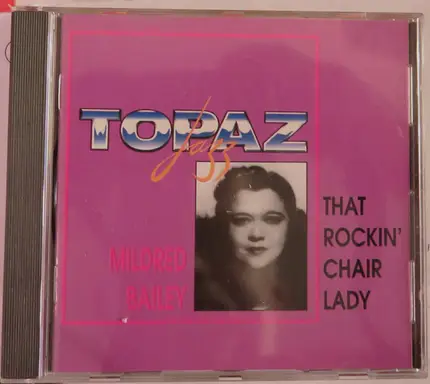 TOPAZ
Jazz
MILDRED
BAILEY
THAT
ROCKIN'
CHAIR
LADY